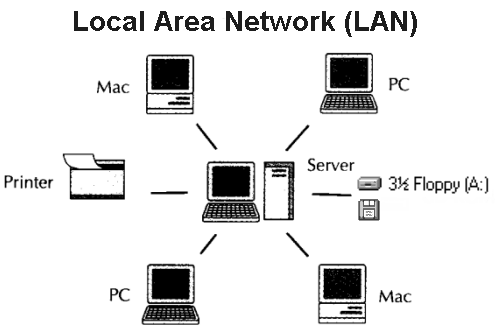 Local Area Network (LAN)
Mac
PC
Server
Printer
3½ Floppy (A:)
PC
Mac